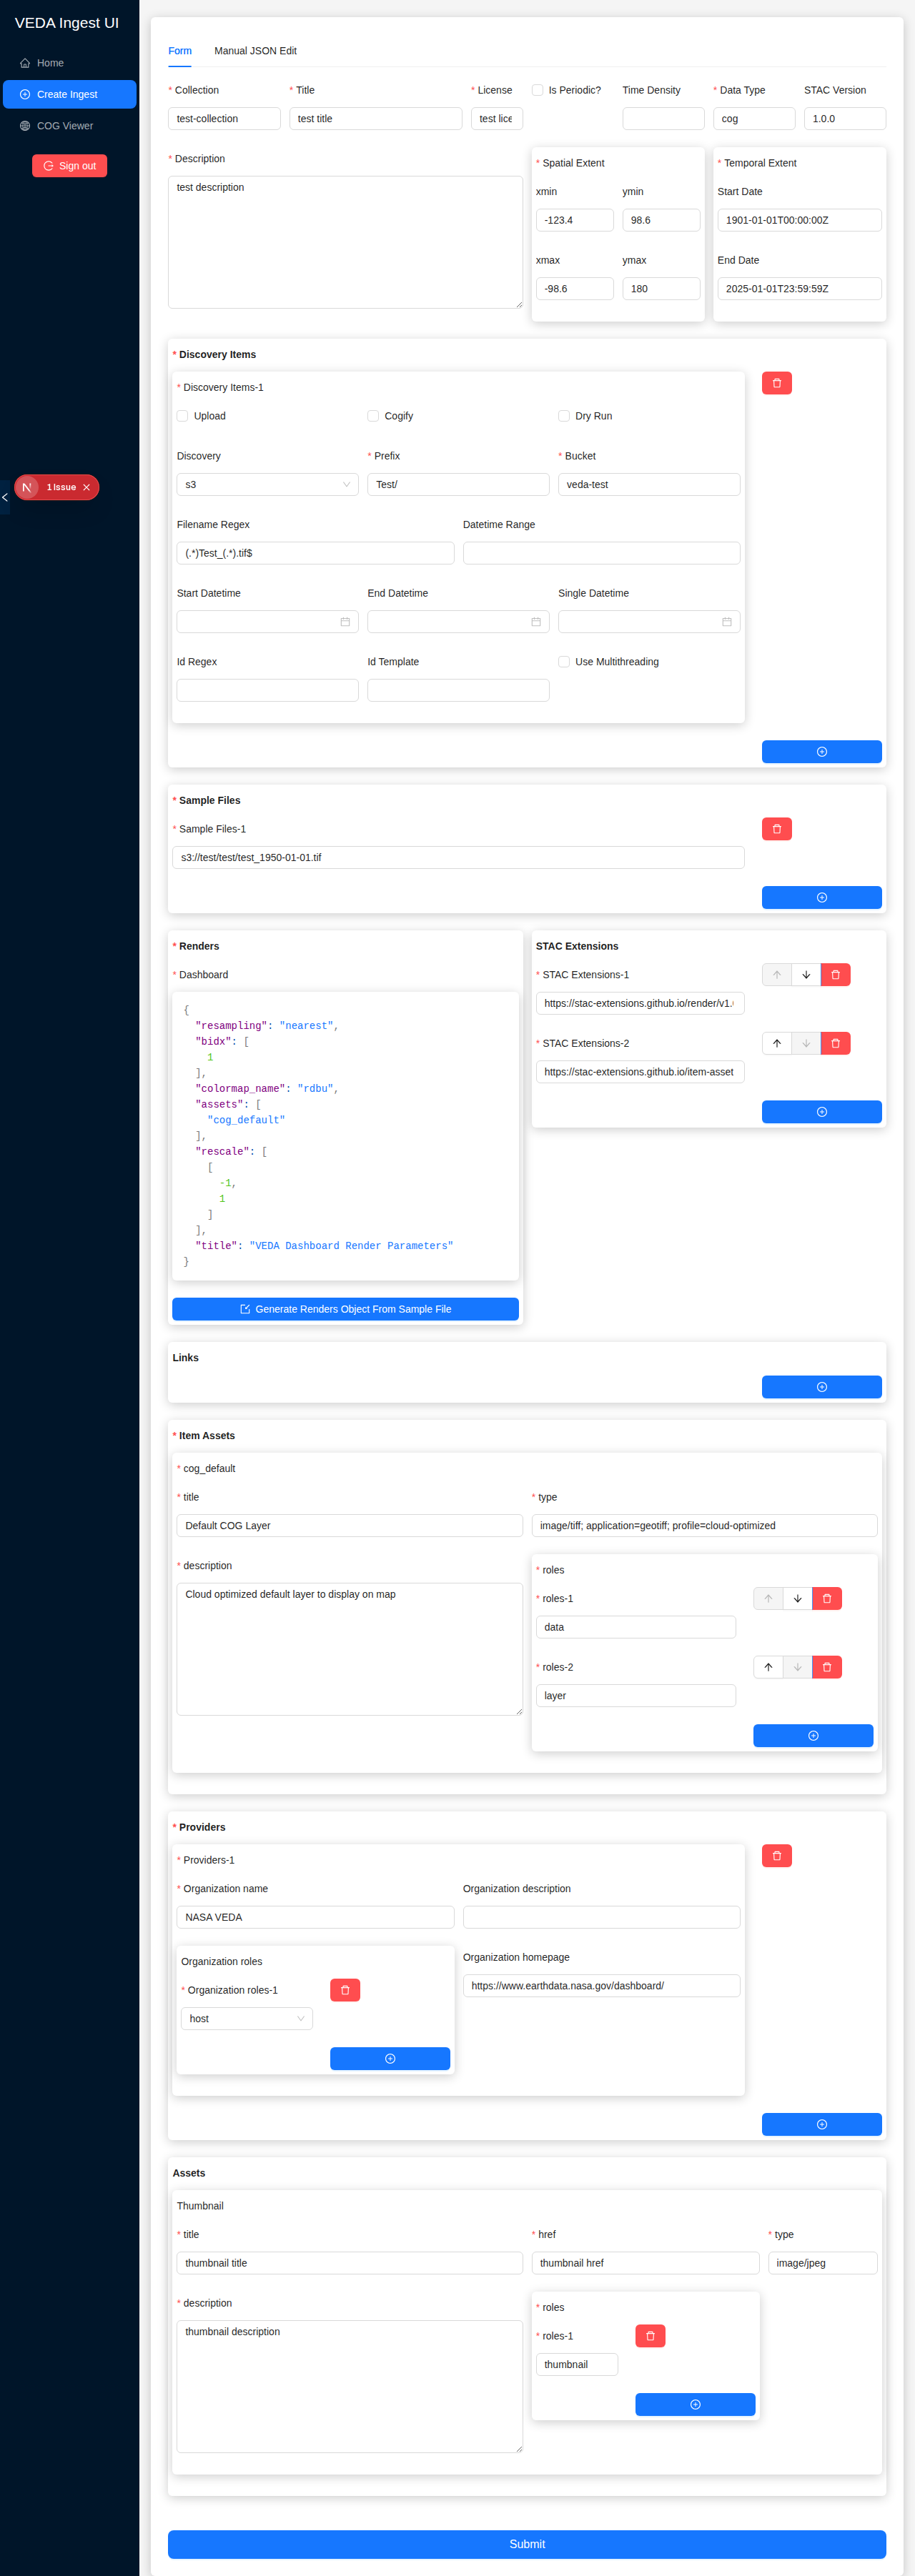 VEDA Ingest UI
Home
Create Ingest
COG Viewer
Sign out
1 Issue
Form Manual JSON Edit
* Collection * Title * License Is Periodic? Time Density * Data Type STAC Version
test-collection test title test lice cog 1.0.0
* Description
test description
* Spatial Extent
xmin ymin
-123.4 98.6
xmax ymax
-98.6 180
* Temporal Extent
Start Date
1901-01-01T00:00:00Z
End Date
2025-01-01T23:59:59Z
* Discovery Items
* Discovery Items-1
Upload Cogify Dry Run
Discovery * Prefix * Bucket
s3 Test/ veda-test
Filename Regex Datetime Range
(.*)Test_(.*).tif$
Start Datetime End Datetime Single Datetime
Id Regex Id Template Use Multithreading
* Sample Files
* Sample Files-1
s3://test/test/test_1950-01-01.tif
* Renders
* Dashboard
{
"resampling": "nearest",
"bidx": [
1
],
"colormap_name": "rdbu",
"assets": [
"cog_default"
],
"rescale": [
[
-1,
1
]
],
"title": "VEDA Dashboard Render Parameters"
}
Generate Renders Object From Sample File
STAC Extensions
* STAC Extensions-1
https://stac-extensions.github.io/render/v1.
* STAC Extensions-2
https://stac-extensions.github.io/item-asset
Links
* Item Assets
* cog_default
* title * type
Default COG Layer image/tiff; application=geotiff; profile=cloud-optimized
* description
Cloud optimized default layer to display on map
* roles
* roles-1
data
* roles-2
layer
* Providers
* Providers-1
* Organization name Organization description
NASA VEDA
Organization roles
* Organization roles-1
host
Organization homepage
https://www.earthdata.nasa.gov/dashboard/
Assets
Thumbnail
* title * href * type
thumbnail title thumbnail href image/jpeg
* description
thumbnail description
* roles
* roles-1
thumbnail
Submit